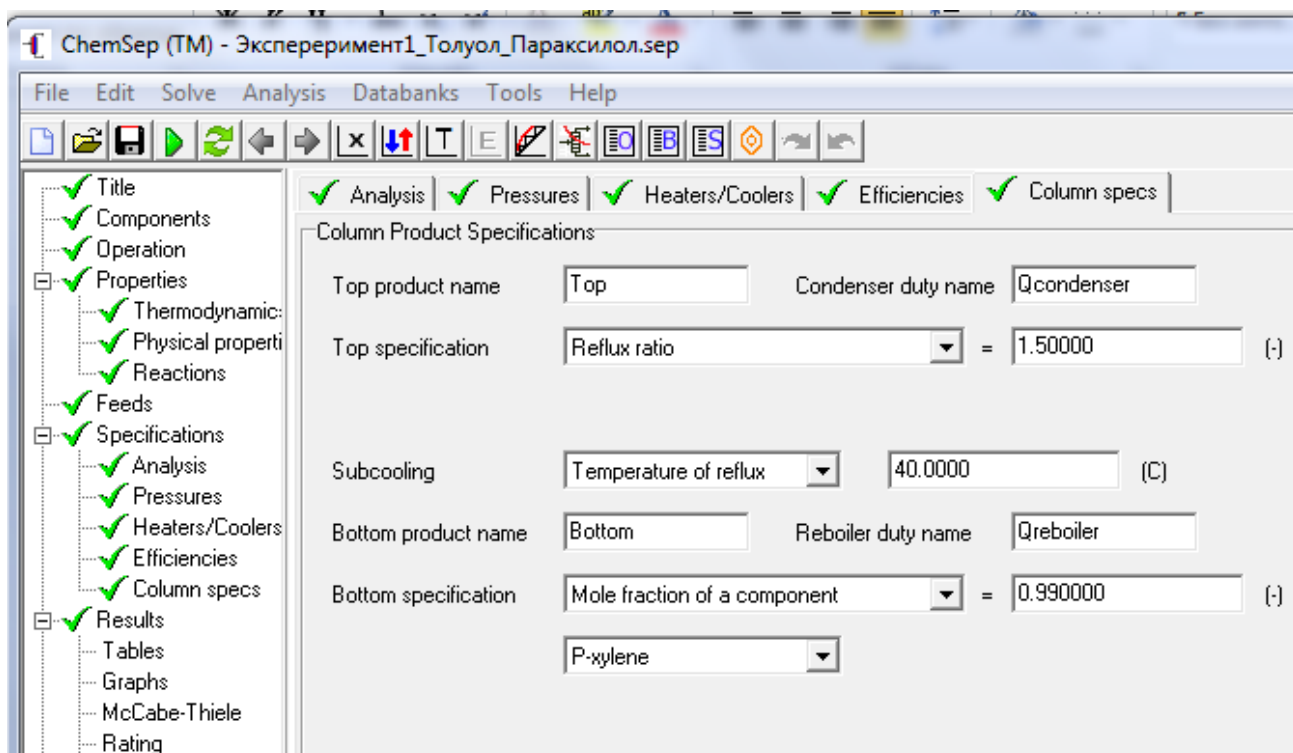 ChemSep (TM) - Экспереримент1_Толуол_Параксилол.sep
File Edit Solve Analysis Databanks Tools Help
Title
Components
Operation
Properties
Thermodynamic:
Physical properti
Reactions
Feeds
Specifications
Analysis
Pressures
Heaters/Coolers
Efficiencies
Column specs
Results
Tables
Graphs
McCabe-Thiele
Rating
Analysis Pressures Heaters/Coolers Efficiencies Column specs
Column Product Specifications
Top product name Top Condenser duty name Qcondenser
Top specification Reflux ratio = 1.50000 (-)
Subcooling Temperature of reflux 40.0000 (C)
Bottom product name Bottom Reboiler duty name Qreboiler
Bottom specification Mole fraction of a component = 0.990000 (-)
P-xylene